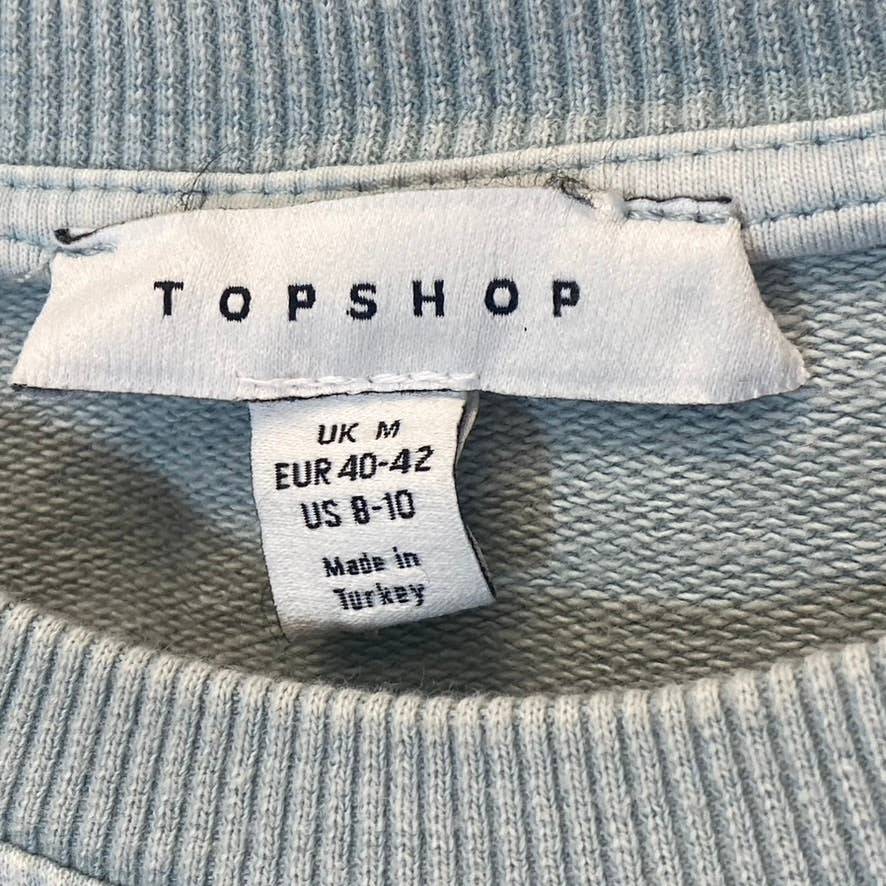 TOPSHOP
UK M
EUR 40-42
US 8-10
Made in
Turkey